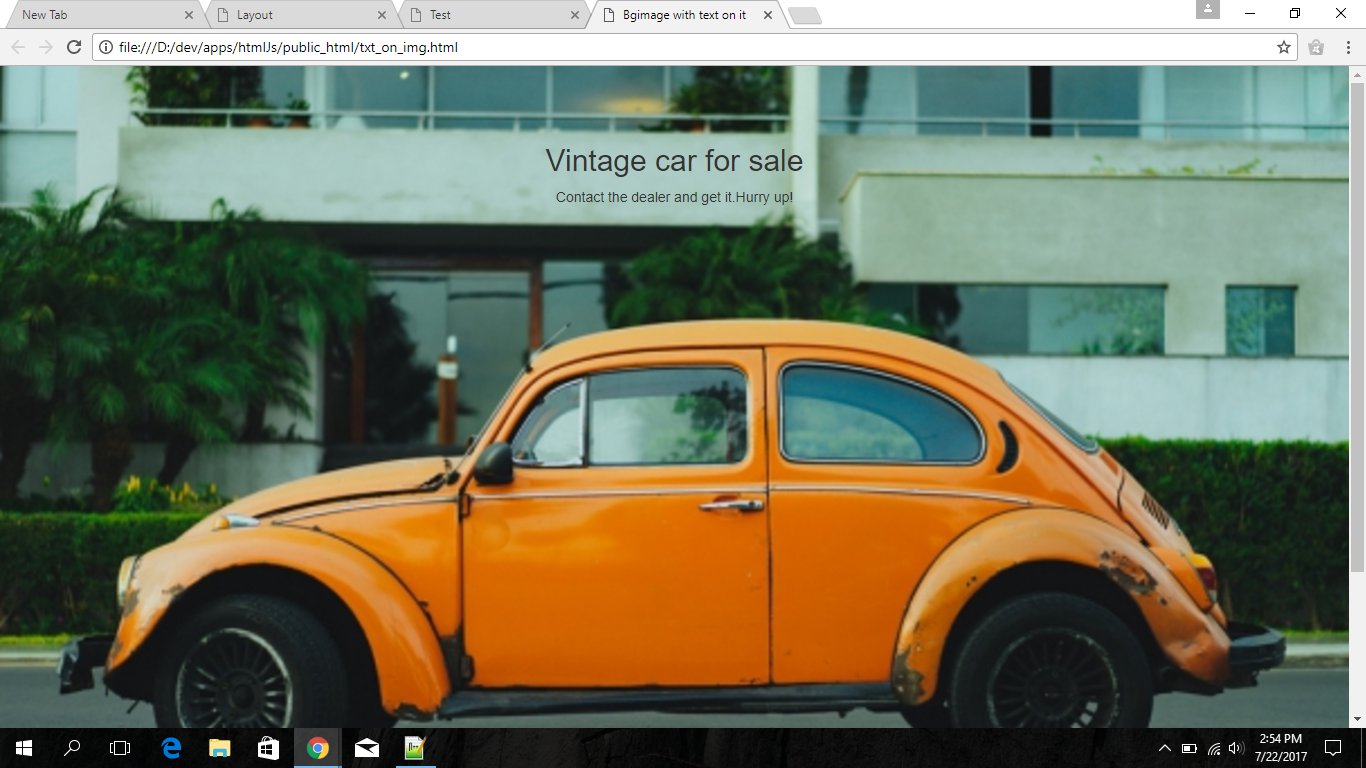 New Tab
Layout
Test
Bgimage with text on it
file:///D:/dev/apps/htmlJs/public_html/txt_on_img.html
Vintage car for sale
Contact the dealer and get it.Hurry up!
2:54 PM
7/22/2017